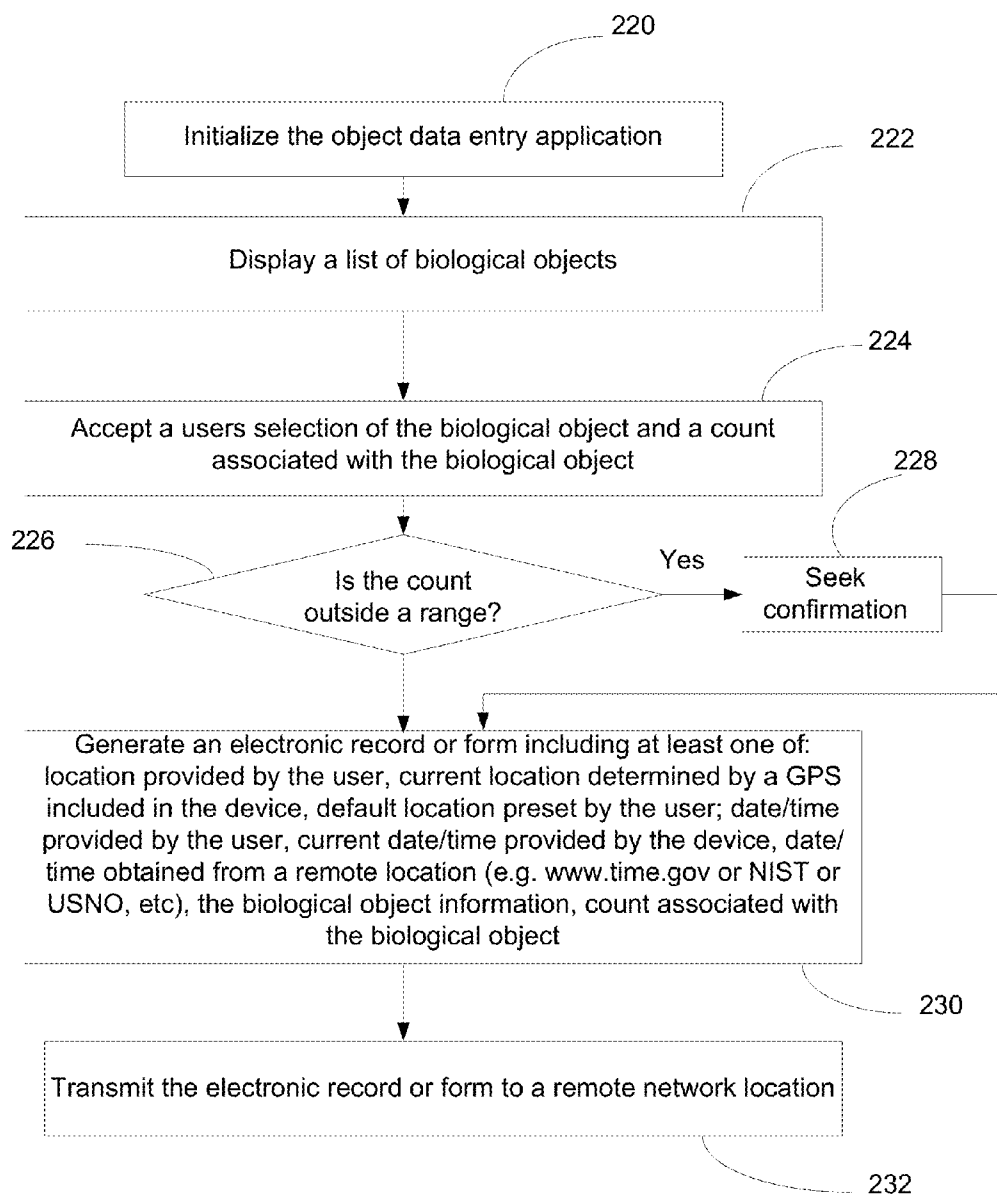 220
Initialize the object data entry application
222
Display a list of biological objects
224
Accept a users selection of the biological object and a count
associated with the biological object
228
226
Yes
Is the count
outside a range?
Seek
confirmation
Generate an electronic record or form including at least one of:
location provided by the user, current location determined by a GPS
included in the device, default location preset by the user; date/time
provided by the user, current date/time provided by the device, date/
time obtained from a remote location (e.g. www.time.gov or NIST or
USNO, etc), the biological object information, count associated with
the biological object
230
Transmit the electronic record or form to a remote network location
232